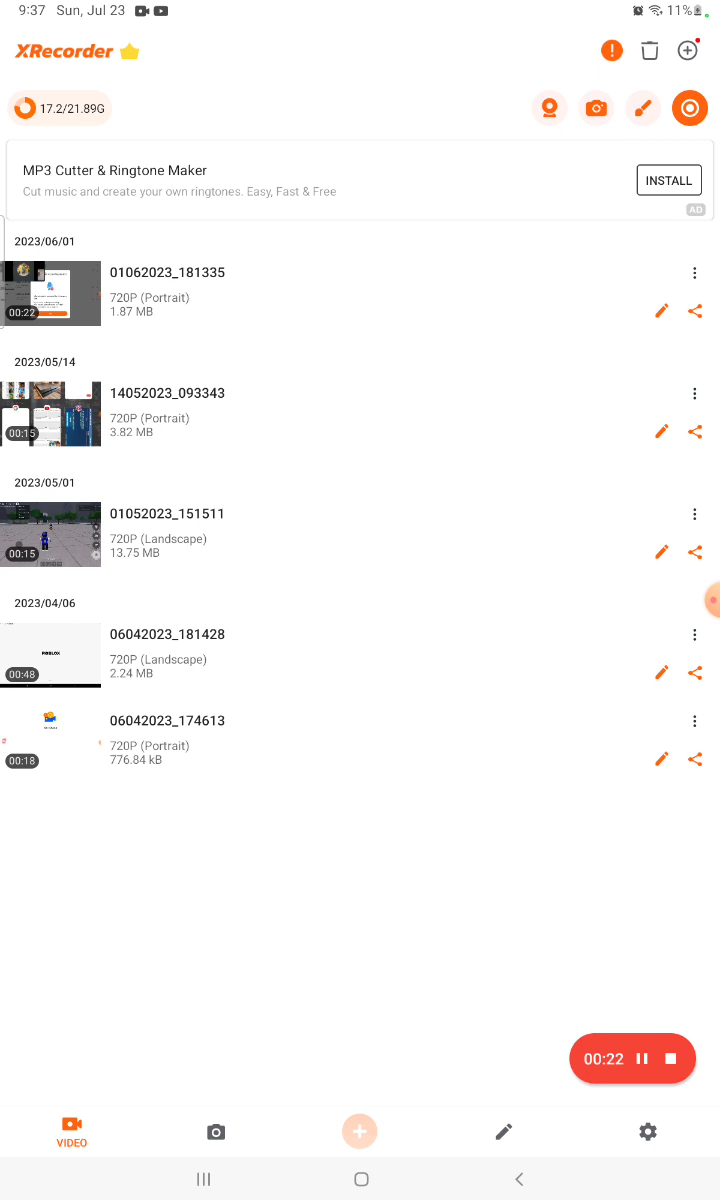 9:37 Sun, Jul 23 11%
XRecorder
17.2/21.89G
MP3 Cutter & Ringtone Maker
Cut music and create your own ringtones. Easy, Fast & Free
INSTALL
AD
2023/06/01
01062023_181335
720P (Portrait)
1.87 MB
00:22
2023/05/14
14052023_093343
720P (Portrait)
3.82 MB
00:15
2023/05/01
01052023_151511
720P (Landscape)
13.75 MB
00:15
2023/04/06
06042023_181428
720P (Landscape)
2.24 MB
ROBLOX
00:48
06042023_174613
720P (Portrait)
776.84 kB
00:18
00:22
VIDEO